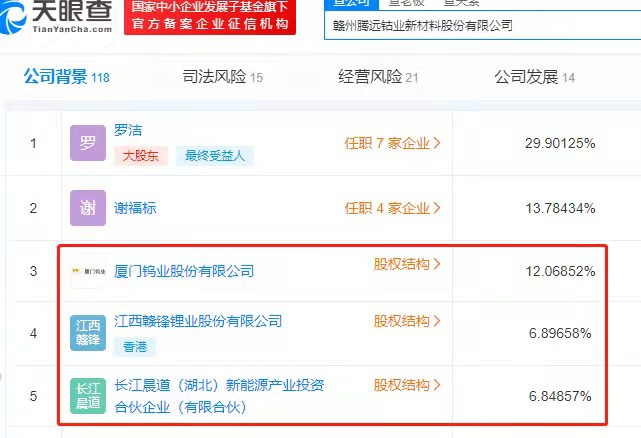 天眼查
TianYanCha.com
国家中小企业发展子基金旗下
官方备案企业征信机构
查公司 查老板 查关系
赣州腾远钴业新材料股份有限公司
公司背景 118 司法风险 15 经营风险 21 公司发展 14
1 罗 罗洁 任职 7 家企业 > 29.90125%
大股东 最终受益人
2 谢 谢福标 任职 4 家企业 > 13.78434%
3 厦门钨业 厦门钨业股份有限公司 股权结构 > 12.06852%
4 江西赣锋 江西赣锋锂业股份有限公司 股权结构 > 6.89658%
香港
5 长江晨道 长江晨道（湖北）新能源产业投资 股权结构 > 6.84857%
合伙企业（有限合伙）